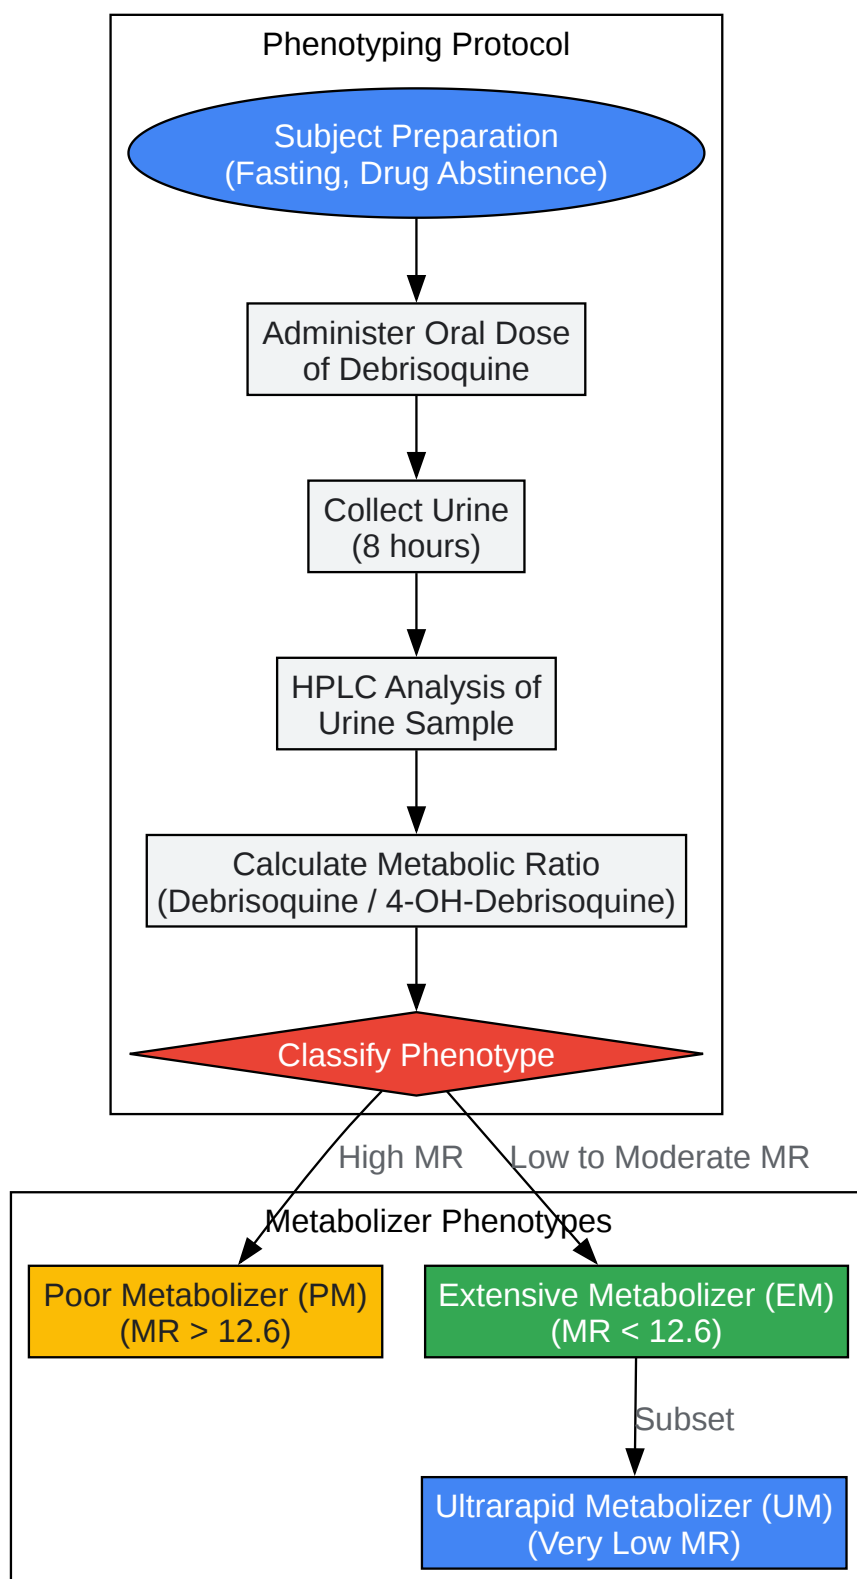 Phenotyping Protocol
Subject Preparation
(Fasting, Drug Abstinence)
Administer Oral Dose
of Debrisoquine
Collect Urine
(8 hours)
HPLC Analysis of
Urine Sample
Calculate Metabolic Ratio
(Debrisoquine / 4-OH-Debrisoquine)
Classify Phenotype
High MR
Low to Moderate MR
Metabolizer Phenotypes
Poor Metabolizer (PM)
(MR > 12.6)
Extensive Metabolizer (EM)
(MR < 12.6)
Subset
Ultrarapid Metabolizer (UM)
(Very Low MR)